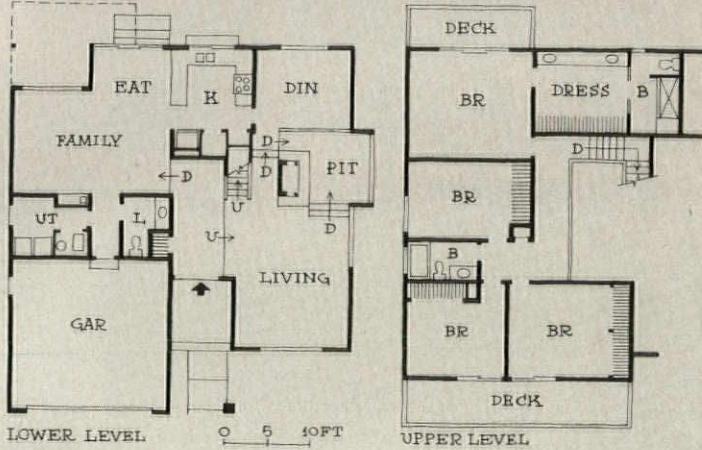 DECK
EAT
K
DIN
BR
DRESS
B
FAMILY
D
D
D
PIT
D
BR
UT
L
U
U
D
B
LIVING
GAR
BR
BR
DECK
LOWER LEVEL
0 5 10FT
UPPER LEVEL
D